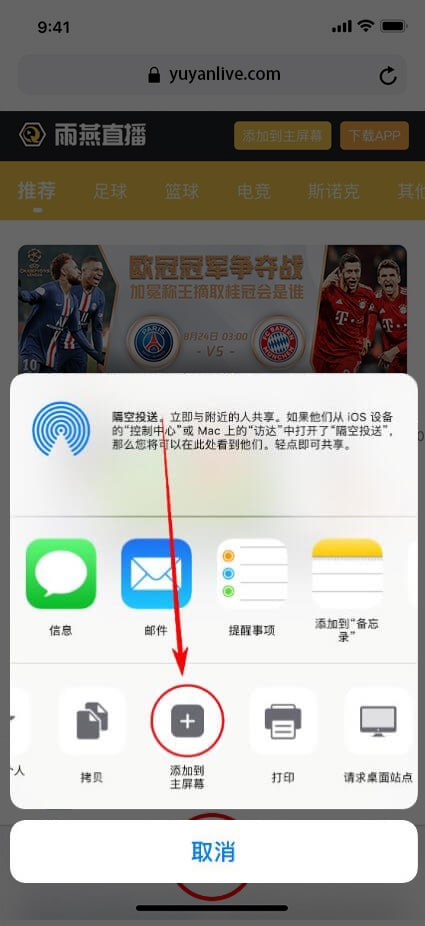 9:41
yuyanlive.com
雨燕直播
添加到主屏幕
下载APP
推荐
足球
篮球
电竞
斯诺克
其他
UEFA
CHAMPIONS
LEAGUE
欧冠冠军争夺战
加冕称王摘取桂冠会是谁
8月24日 03:00
PARIS
- VS -
10
T
T
隔空投送。立即与附近的人共享。如果他们从 iOS 设备
的“控制中心”或 Mac 上的“访达”中打开了“隔空投送”,
那么您将可以在此处看到他们。轻点即可共享。
信息
邮件
提醒事项
添加到“备忘
录”
个人
拷贝
添加到
主屏幕
打印
请求桌面站点
取消